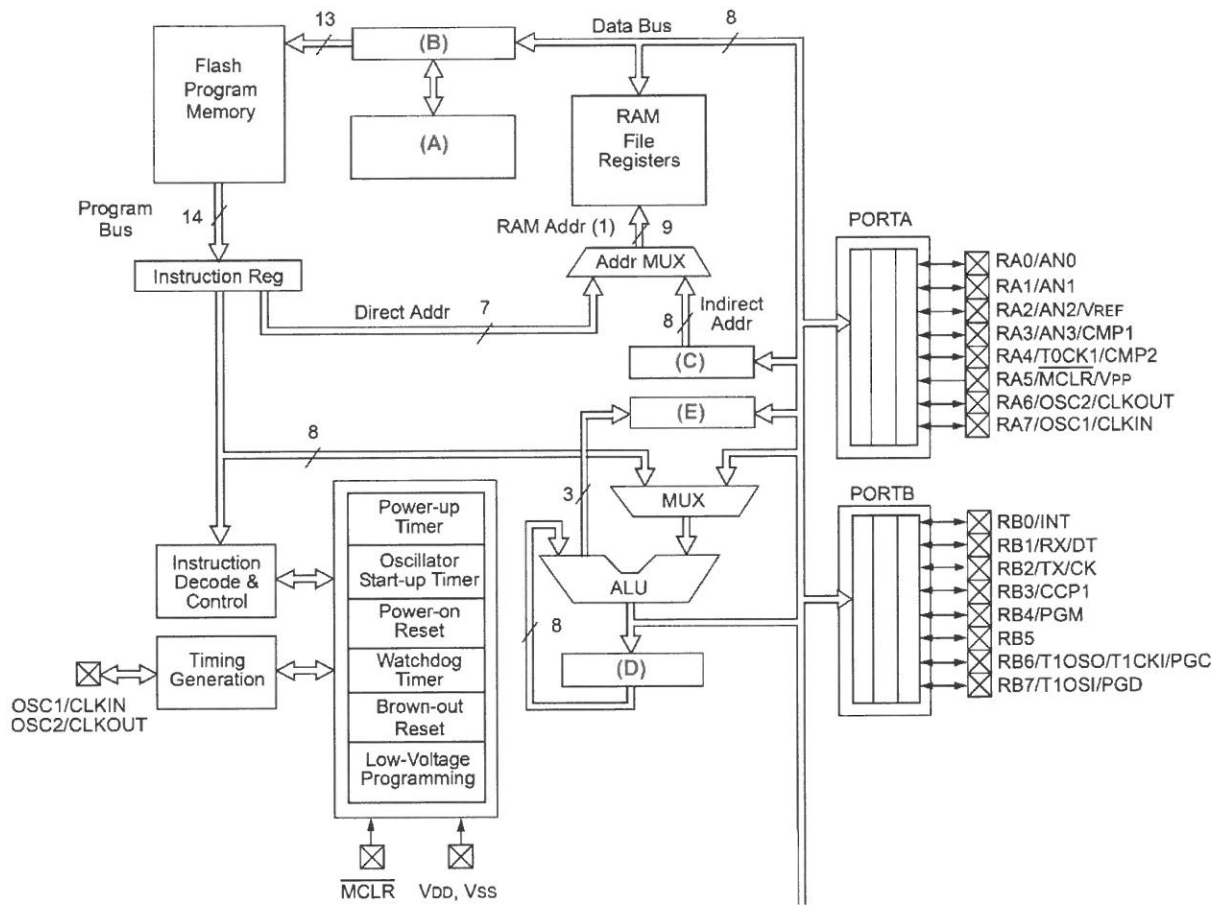 13
Data Bus
8
Flash
Program
Memory
(B)
(A)
RAM
File
Registers
Program
Bus
14
RAM Addr (1)
9
Addr MUX
Instruction Reg
Direct Addr
7
Indirect
Addr
8
(C)
(E)
8
3
MUX
ALU
8
(D)
Instruction
Decode &
Control
Timing
Generation
OSC1/CLKIN
OSC2/CLKOUT
Power-up
Timer
Oscillator
Start-up Timer
Power-on
Reset
Watchdog
Timer
Brown-out
Reset
Low-Voltage
Programming
MCLR
VDD, VSS
PORTA
RA0/AN0
RA1/AN1
RA2/AN2/VREF
RA3/AN3/CMP1
RA4/T0CK1/CMP2
RA5/MCLR/VPP
RA6/OSC2/CLKOUT
RA7/OSC1/CLKIN
PORTB
RB0/INT
RB1/RX/DT
RB2/TX/CK
RB3/CCP1
RB4/PGM
RB5
RB6/T1OSO/T1CKI/PGC
RB7/T1OSI/PGD